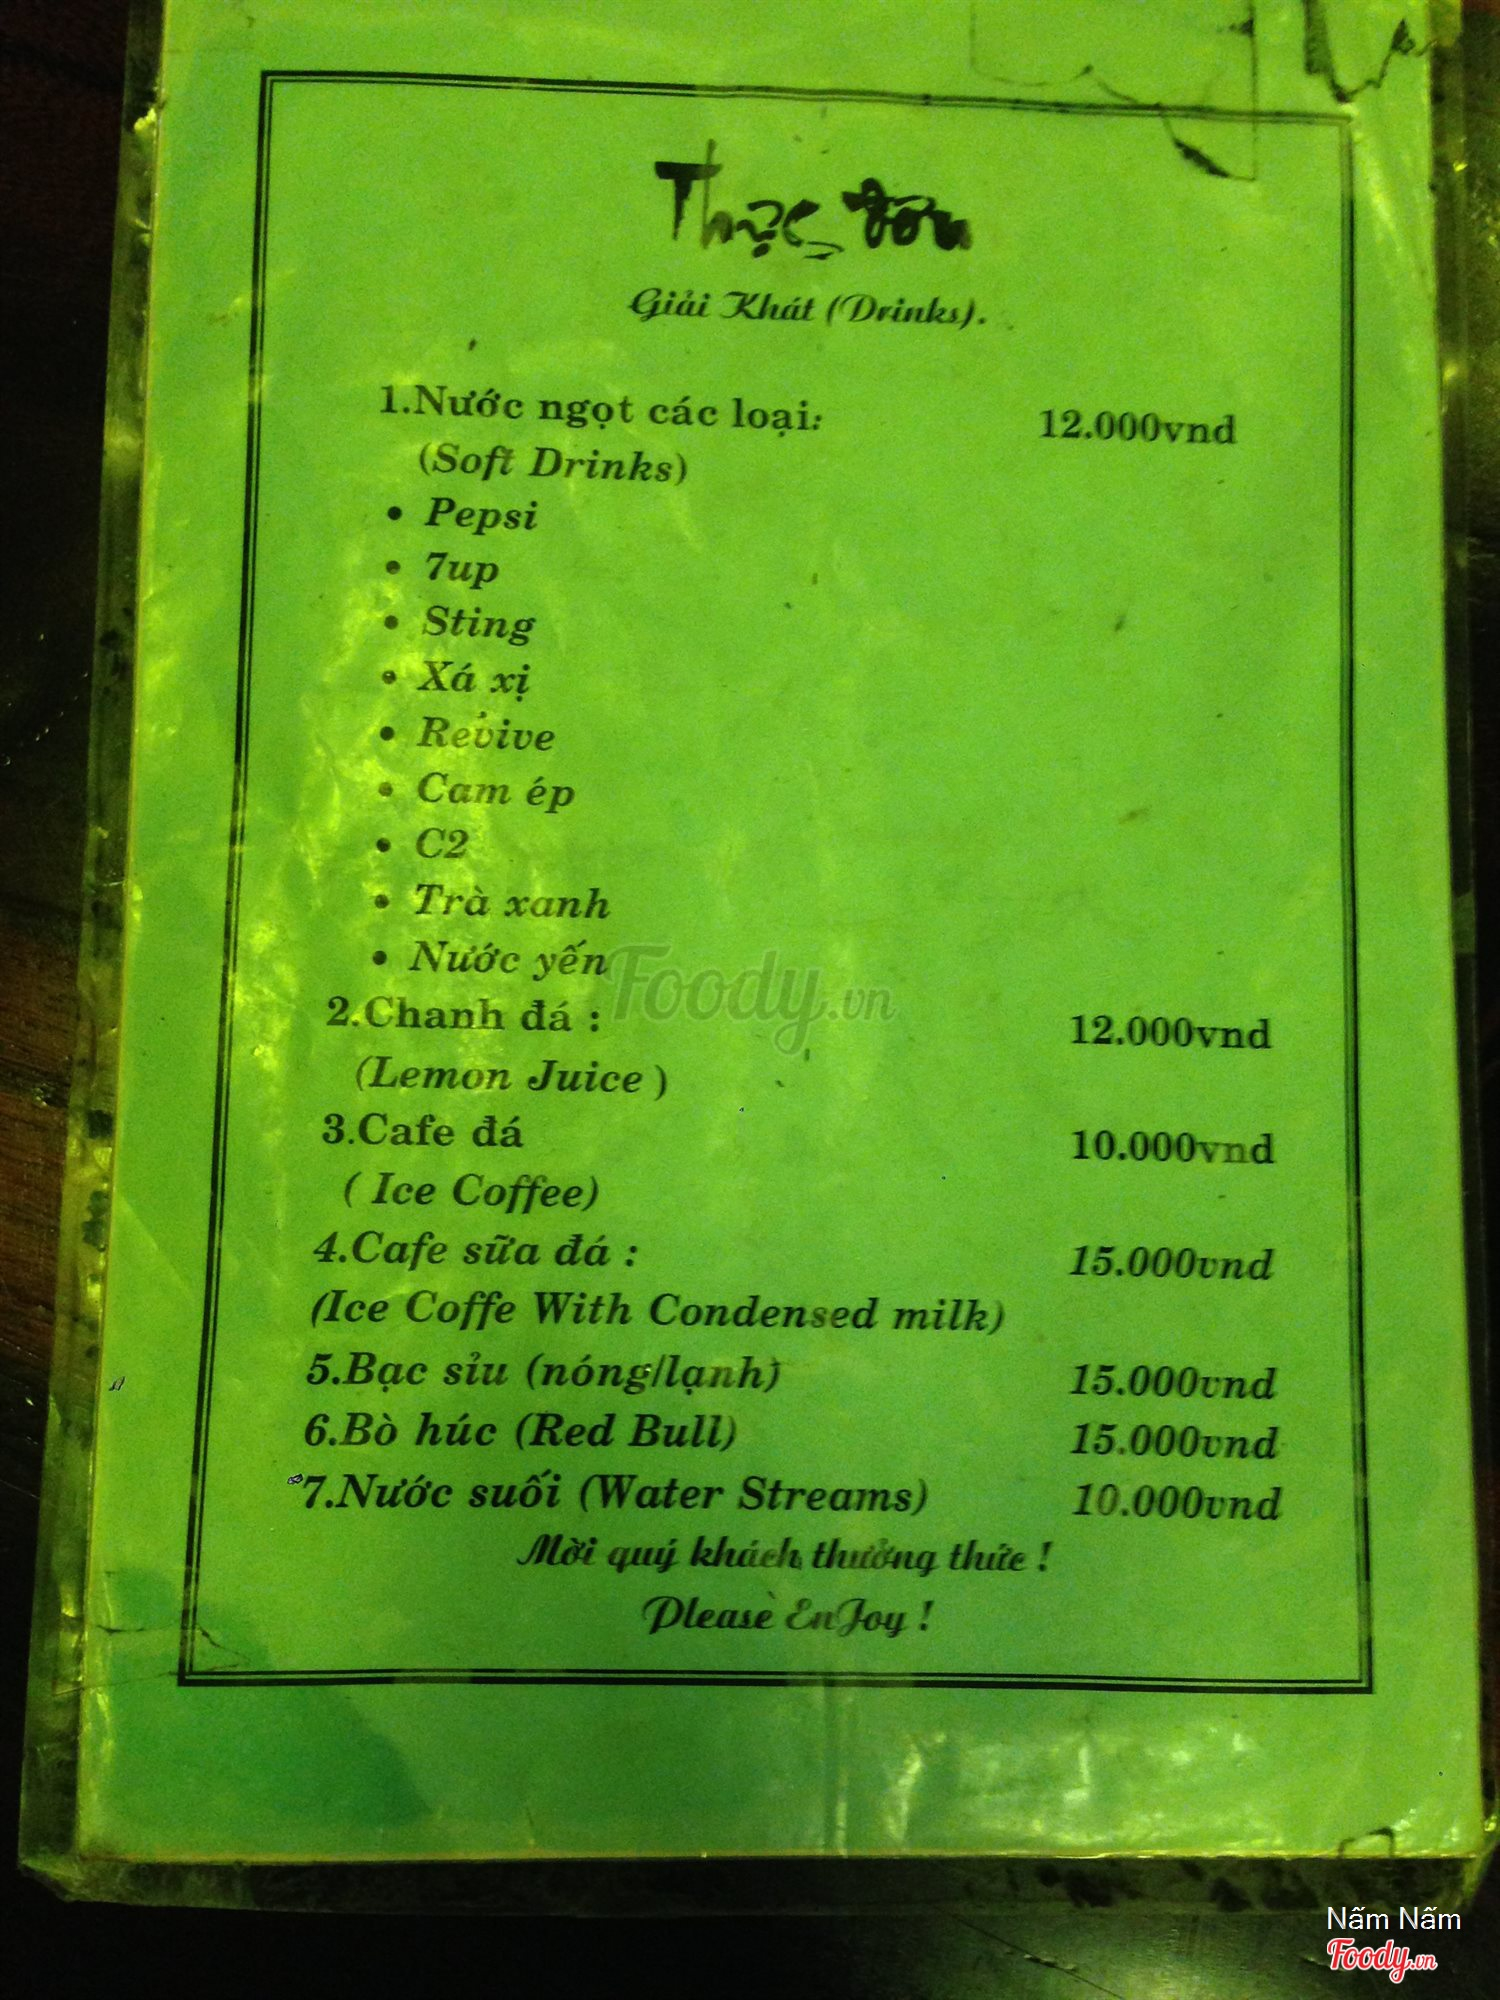 Thực đơn
Giải Khát (Drinks).
1.Nước ngọt các loại: 12.000vnd
(Soft Drinks)
• Pepsi
• 7up
• Sting
• Xá xị
• Revive
• Cam ép
• C2
• Trà xanh
• Nước yến
Foody.vn
2.Chanh đá : 12.000vnd
(Lemon Juice )
3.Cafe đá 10.000vnd
( Ice Coffee)
4.Cafe sữa đá : 15.000vnd
(Ice Coffe With Condensed milk)
5.Bạc sỉu (nóng/lạnh) 15.000vnd
6.Bò húc (Red Bull) 15.000vnd
7.Nước suối (Water Streams) 10.000vnd
Mời quý khách thưởng thức !
Please EnJoy !
Nấm Nấm
Foody.vn